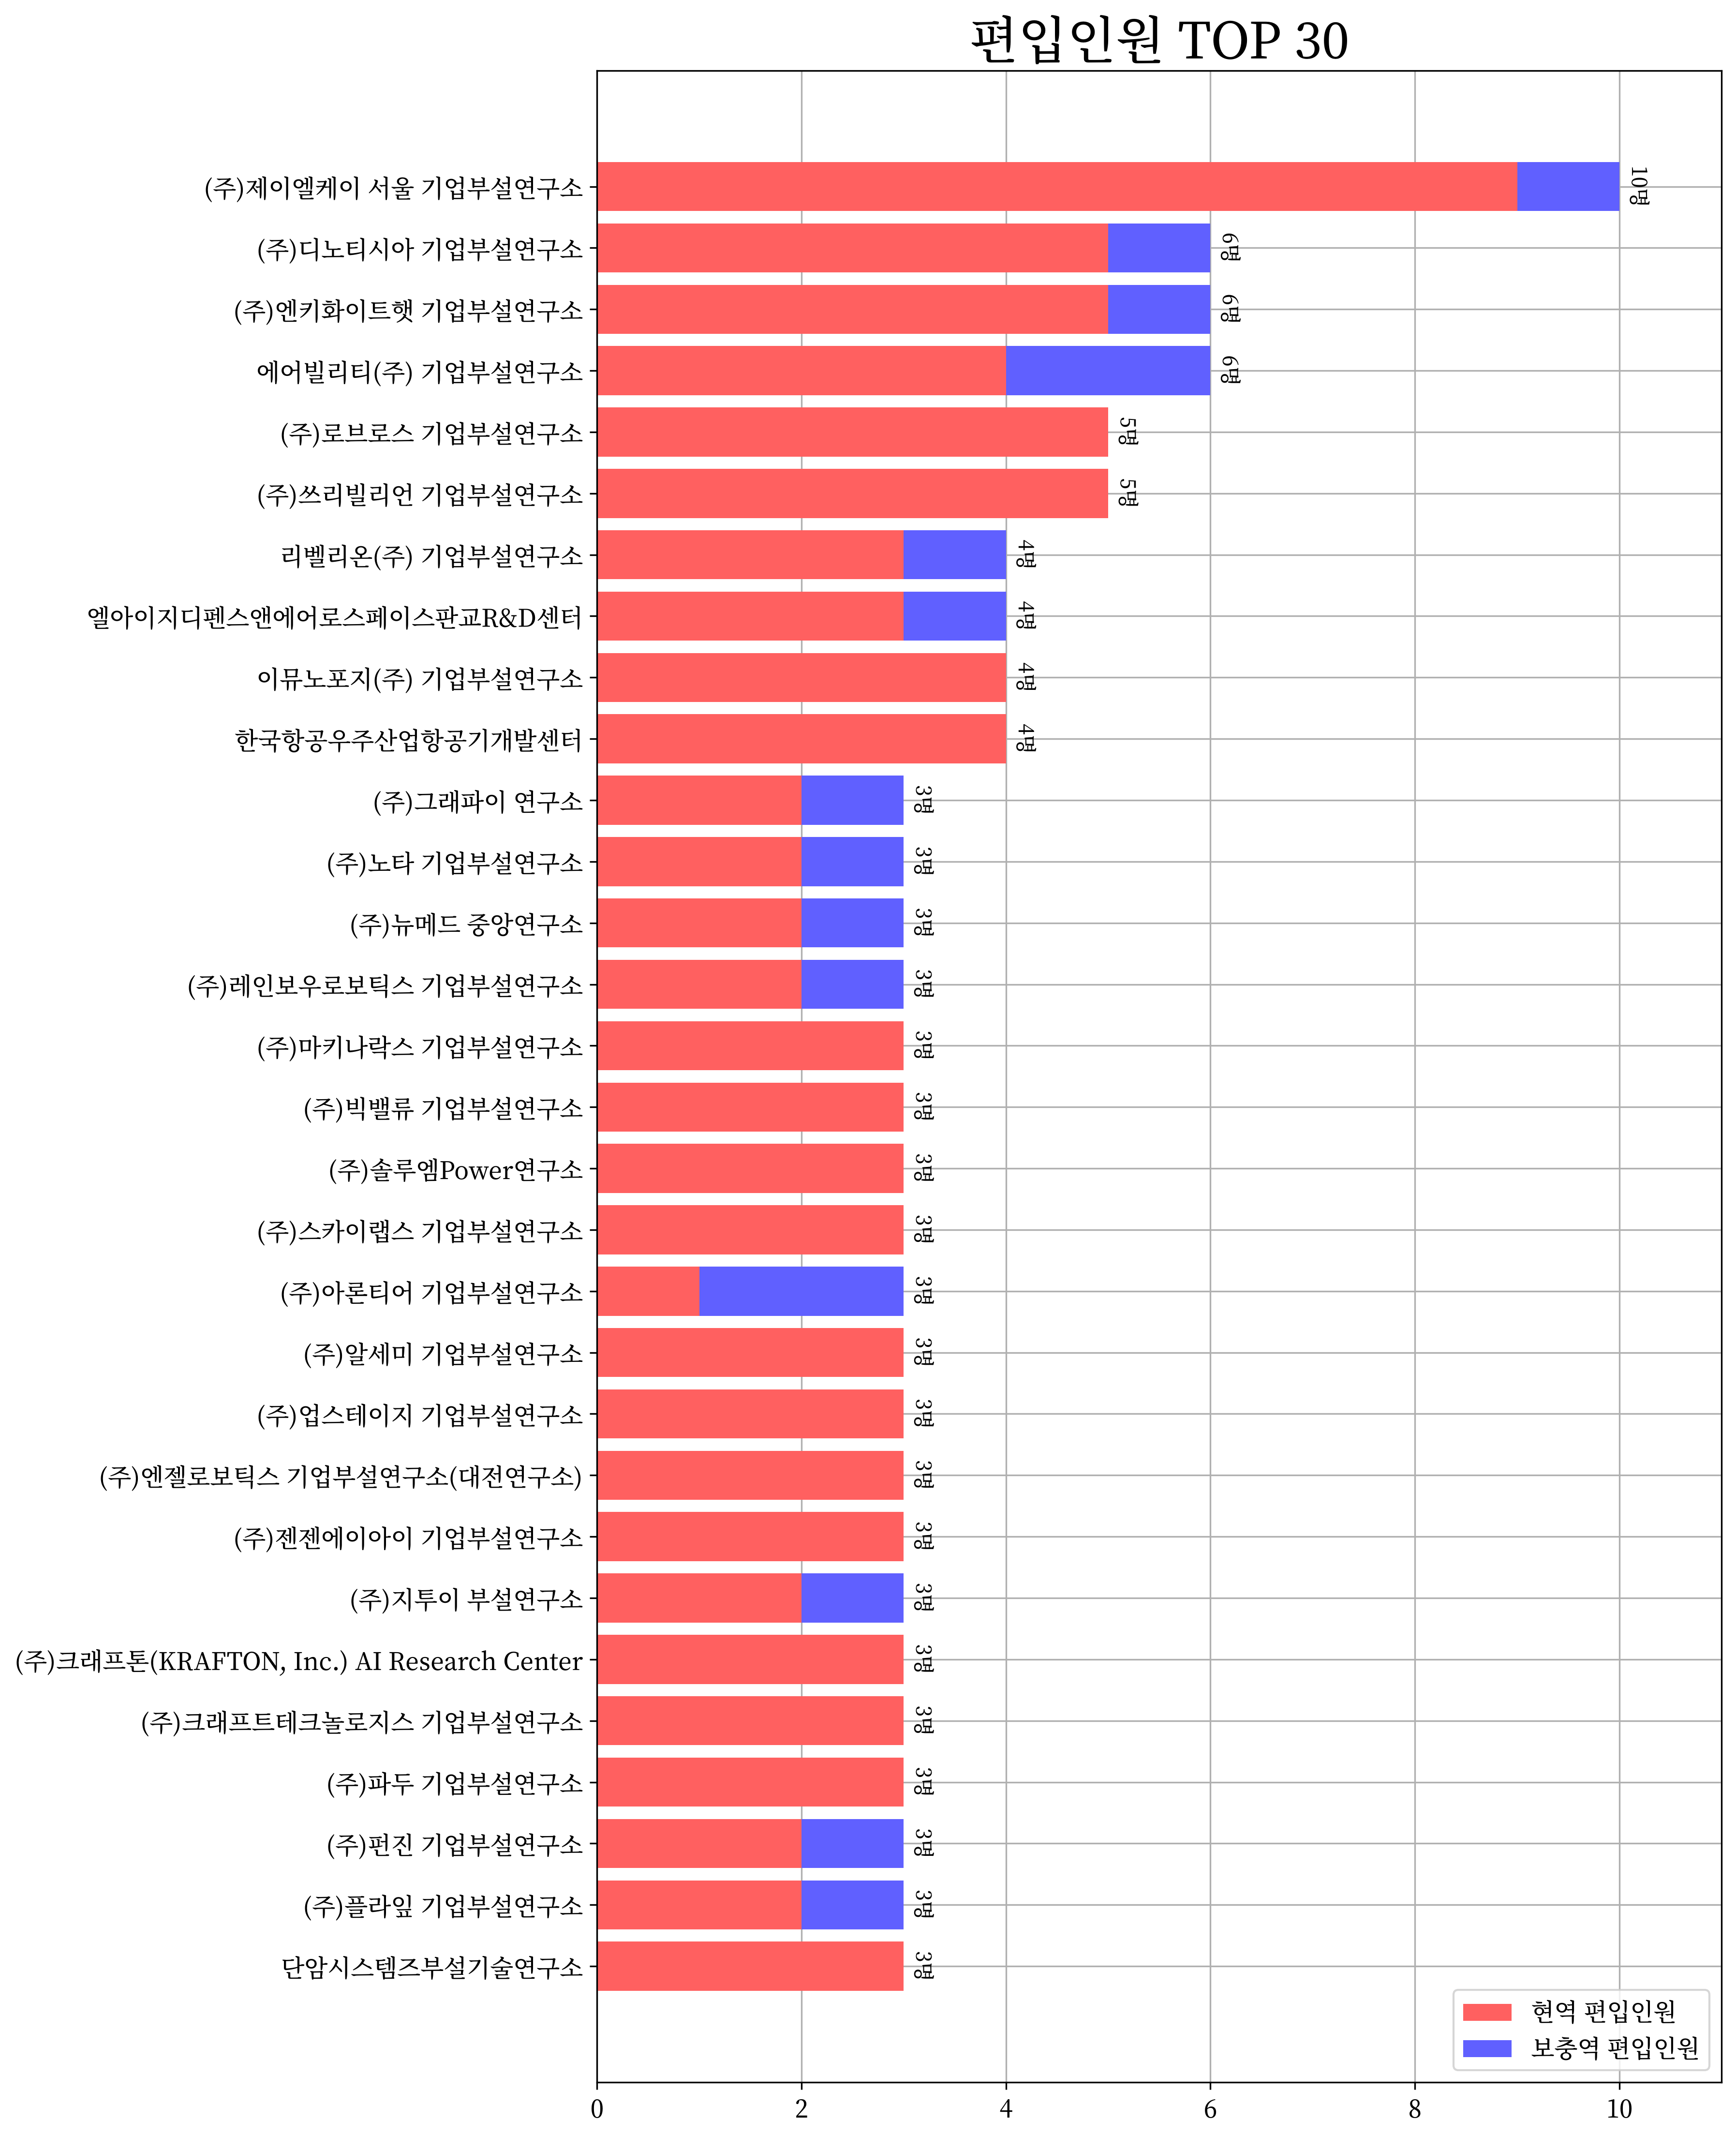 편입인원 TOP 30
(주)제이엘케이 서울 기업부설연구소
10명
(주)디노티시아 기업부설연구소
6명
(주)엔키화이트햇 기업부설연구소
6명
에어빌리티(주) 기업부설연구소
6명
(주)로브로스 기업부설연구소
5명
(주)쓰리빌리언 기업부설연구소
5명
리벨리온(주) 기업부설연구소
4명
엘아이지디펜스앤에어로스페이스판교R&D센터
4명
이뮤노포지(주) 기업부설연구소
4명
한국항공우주산업항공기개발센터
4명
(주)그래파이 연구소
3명
(주)노타 기업부설연구소
3명
(주)뉴메드 중앙연구소
3명
(주)레인보우로보틱스 기업부설연구소
3명
(주)마키나락스 기업부설연구소
3명
(주)빅밸류 기업부설연구소
3명
(주)솔루엠Power연구소
3명
(주)스카이랩스 기업부설연구소
3명
(주)아론티어 기업부설연구소
3명
(주)알세미 기업부설연구소
3명
(주)업스테이지 기업부설연구소
3명
(주)엔젤로보틱스 기업부설연구소(대전연구소)
3명
(주)젠젠에이아이 기업부설연구소
3명
(주)지투이 부설연구소
3명
(주)크래프톤(KRAFTON, Inc.) AI Research Center
3명
(주)크래프트테크놀로지스 기업부설연구소
3명
(주)파두 기업부설연구소
3명
(주)펀진 기업부설연구소
3명
(주)플라잎 기업부설연구소
3명
단암시스템즈부설기술연구소
3명
현역 편입인원
보충역 편입인원
0 2 4 6 8 10